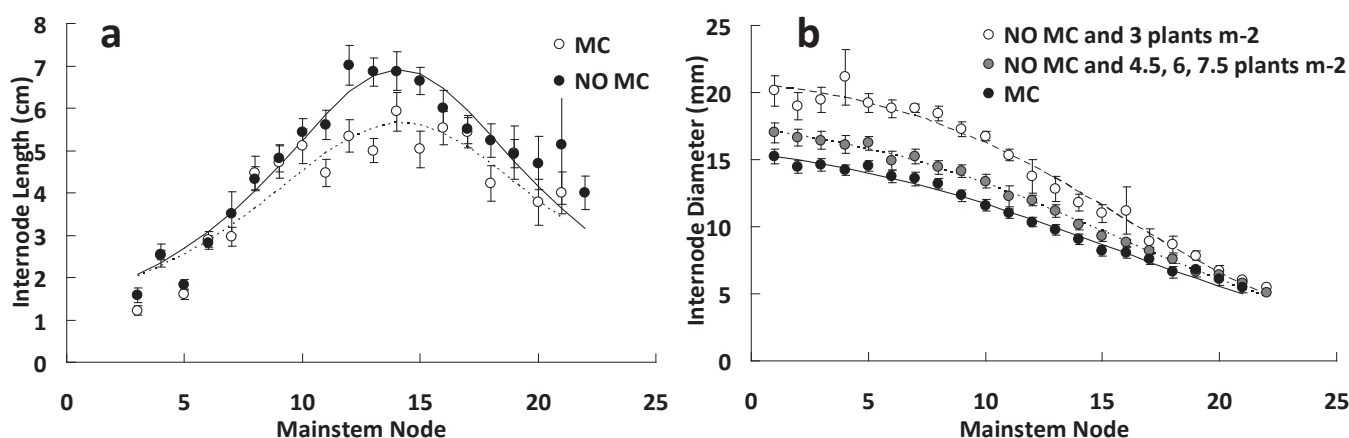 a
MC
NO MC
8
7
6
5
4
3
2
1
0
Internode Length (cm)
0 5 10 15 20 25
Mainstem Node
b
NO MC and 3 plants m-2
NO MC and 4.5, 6, 7.5 plants m-2
MC
25
20
15
10
5
0
Internode Diameter (mm)
0 5 10 15 20 25
Mainstem Node